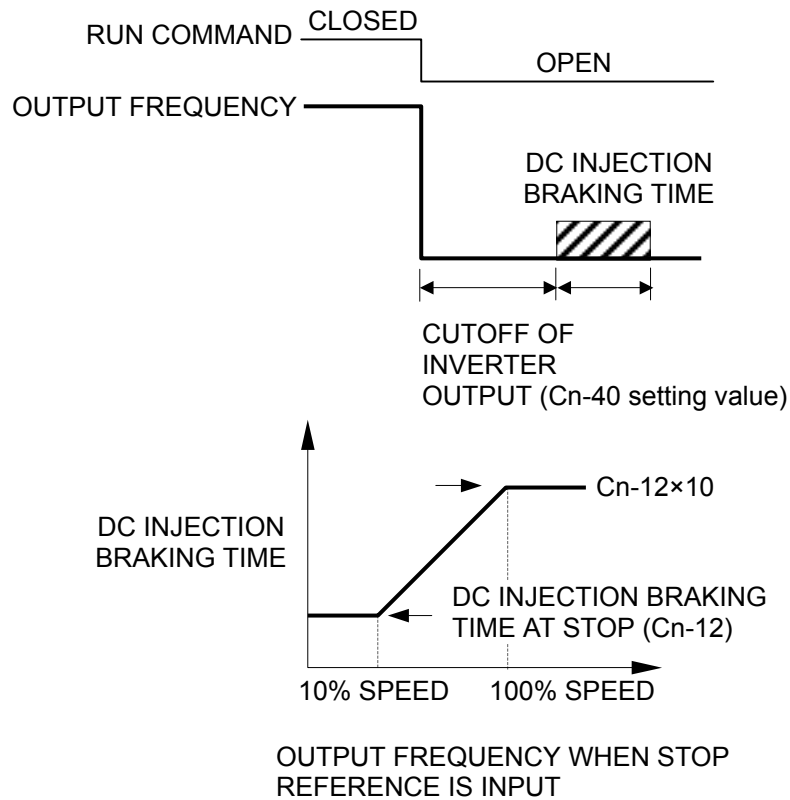 CLOSED
RUN COMMAND
OPEN
OUTPUT FREQUENCY
DC INJECTION
BRAKING TIME
CUTOFF OF
INVERTER
OUTPUT (Cn-40 setting value)
Cn-12×10
DC INJECTION
BRAKING TIME
DC INJECTION BRAKING
TIME AT STOP (Cn-12)
10% SPEED
100% SPEED
OUTPUT FREQUENCY WHEN STOP
REFERENCE IS INPUT